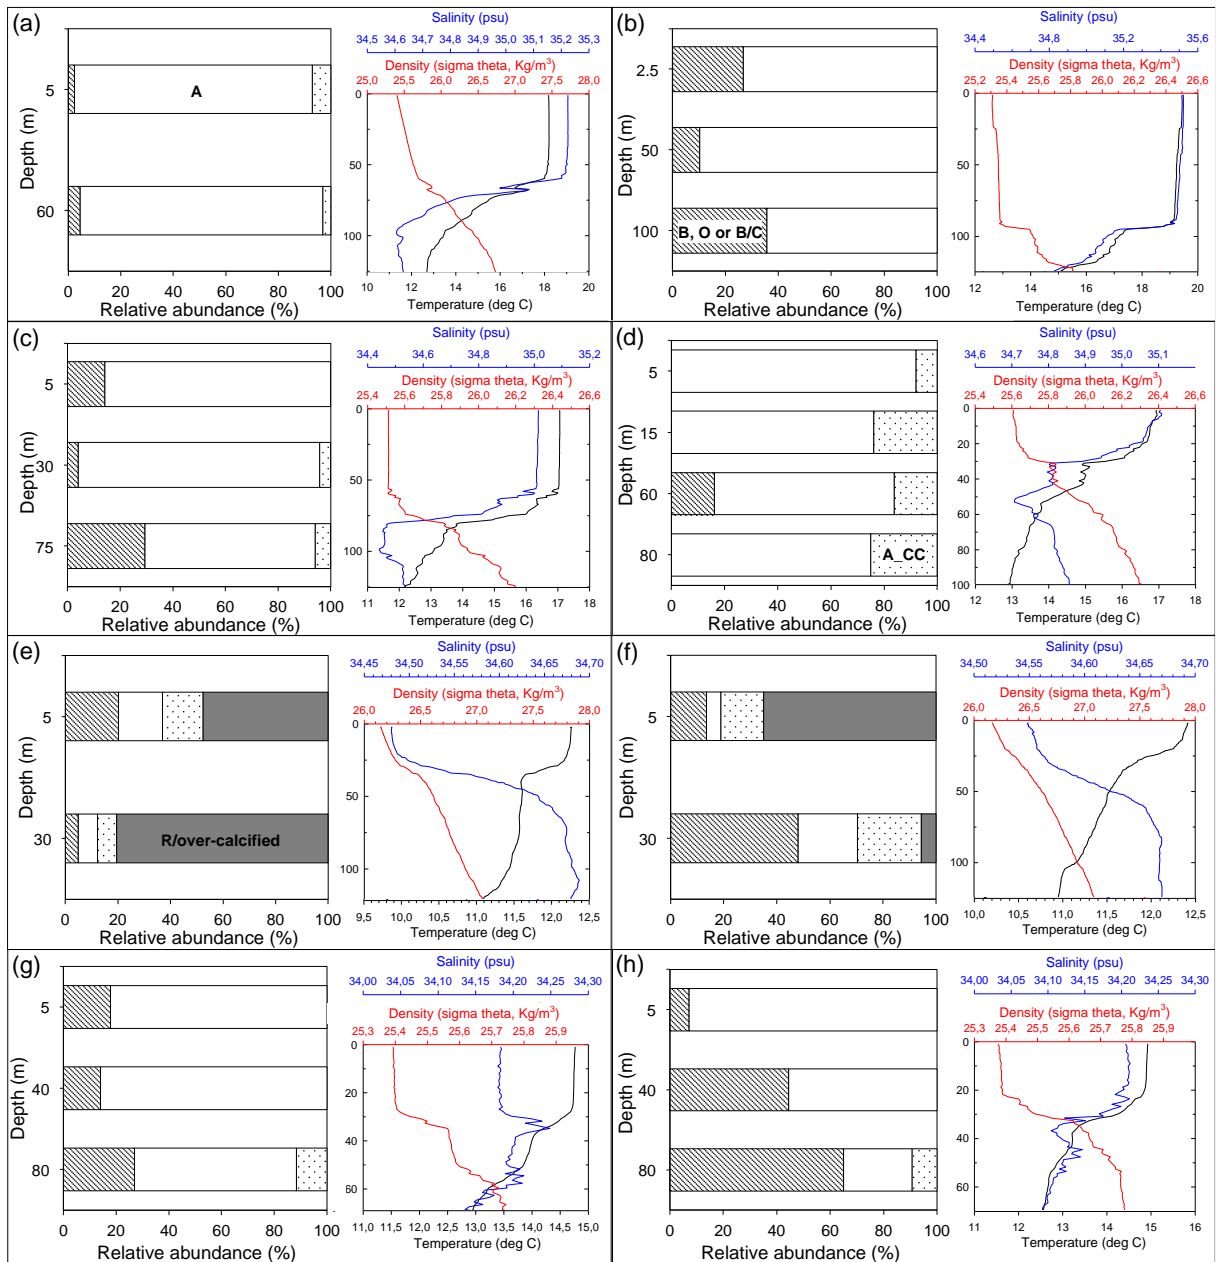 (a)
Salinity (psu)
34,5 34,6 34,7 34,8 34,9 35,0 35,1 35,2 35,3
Density (sigma theta, Kg/m³)
25,0 25,5 26,0 26,5 27,0 27,5 28,0
Depth (m)
5
60
A
0 20 40 60 80 100
Relative abundance (%)
0
50
100
10 12 14 16 18 20
Temperature (deg C)
(b)
Salinity (psu)
34,4 34,8 35,2 35,6
Density (sigma theta, Kg/m³)
25,2 25,4 25,6 25,8 26,0 26,2 26,4 26,6
Depth (m)
2.5
50
100
B, O or B/C
0 20 40 60 80 100
Relative abundance (%)
0
50
100
12 14 16 18 20
Temperature (deg C)
(c)
Salinity (psu)
34,4 34,6 34,8 35,0 35,2
Density (sigma theta, Kg/m³)
25,4 25,6 25,8 26,0 26,2 26,4 26,6
Depth (m)
5
30
75
0 20 40 60 80 100
Relative abundance (%)
0
50
100
11 12 13 14 15 16 17 18
Temperature (deg C)
(d)
Salinity (psu)
34,6 34,7 34,8 34,9 35,0 35,1
Density (sigma theta, Kg/m³)
25,4 25,6 25,8 26,0 26,2 26,4 26,6
Depth (m)
5
15
60
80
A_CC
0 20 40 60 80 100
Relative abundance (%)
0
20
40
60
80
100
12 13 14 15 16 17 18
Temperature (deg C)
(e)
Salinity (psu)
34,45 34,50 34,55 34,60 34,65 34,70
Density (sigma theta, Kg/m³)
26,0 26,5 27,0 27,5 28,0
Depth (m)
5
30
R/over-calcified
0 20 40 60 80 100
Relative abundance (%)
0
50
100
9,5 10,0 10,5 11,0 11,5 12,0 12,5
Temperature (deg C)
(f)
Salinity (psu)
34,50 34,55 34,60 34,65 34,70
Density (sigma theta, Kg/m³)
26,0 26,5 27,0 27,5 28,0
Depth (m)
5
30
0 20 40 60 80 100
Relative abundance (%)
0
50
100
10,0 10,5 11,0 11,5 12,0 12,5
Temperature (deg C)
(g)
Salinity (psu)
34,00 34,05 34,10 34,15 34,20 34,25 34,30
Density (sigma theta, Kg/m³)
25,3 25,4 25,5 25,6 25,7 25,8 25,9
Depth (m)
5
40
80
0 20 40 60 80 100
Relative abundance (%)
0
20
40
60
11,0 11,5 12,0 12,5 13,0 13,5 14,0 14,5 15,0
Temperature (deg C)
(h)
Salinity (psu)
34,00 34,05 34,10 34,15 34,20 34,25 34,30
Density (sigma theta, Kg/m³)
25,3 25,4 25,5 25,6 25,7 25,8 25,9
Depth (m)
5
40
80
0 20 40 60 80 100
Relative abundance (%)
0
10
20
30
40
50
60
11 12 13 14 15 16
Temperature (deg C)